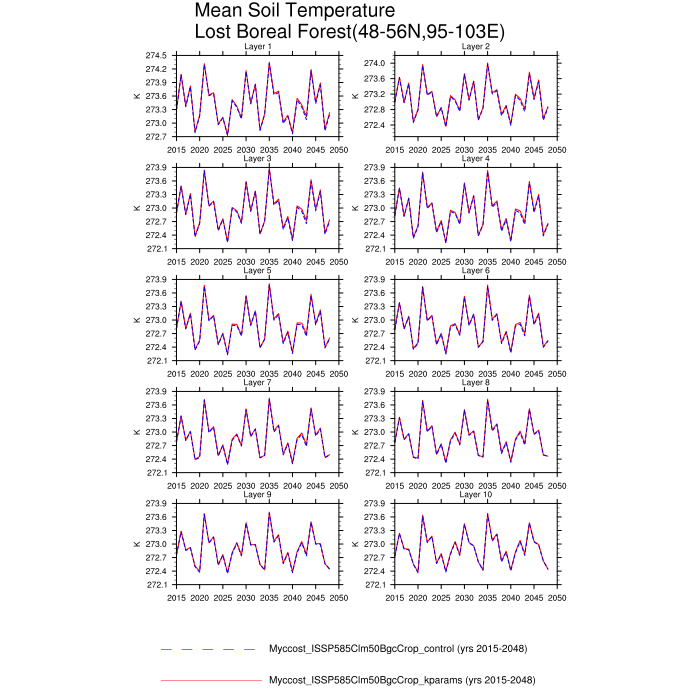 Mean Soil Temperature
Lost Boreal Forest(48-56N,95-103E)
Layer 1 Layer 2
274.5
274.2
273.9
273.6
273.3
273.0
272.7
K
2015 2020 2025 2030 2035 2040 2045 2050
274.0
273.6
273.2
272.8
272.4
K
2015 2020 2025 2030 2035 2040 2045 2050
Layer 3 Layer 4
273.9
273.6
273.3
273.0
272.7
272.4
272.1
K
2015 2020 2025 2030 2035 2040 2045 2050
273.9
273.6
273.3
273.0
272.7
272.4
272.1
K
2015 2020 2025 2030 2035 2040 2045 2050
Layer 5 Layer 6
273.9
273.6
273.3
273.0
272.7
272.4
272.1
K
2015 2020 2025 2030 2035 2040 2045 2050
273.9
273.6
273.3
273.0
272.7
272.4
272.1
K
2015 2020 2025 2030 2035 2040 2045 2050
Layer 7 Layer 8
273.9
273.6
273.3
273.0
272.7
272.4
272.1
K
2015 2020 2025 2030 2035 2040 2045 2050
273.9
273.6
273.3
273.0
272.7
272.4
272.1
K
2015 2020 2025 2030 2035 2040 2045 2050
Layer 9 Layer 10
273.9
273.6
273.3
273.0
272.7
272.4
272.1
K
2015 2020 2025 2030 2035 2040 2045 2050
273.9
273.6
273.3
273.0
272.7
272.4
272.1
K
2015 2020 2025 2030 2035 2040 2045 2050
Myccost_ISSP585Clm50BgcCrop_control (yrs 2015-2048)
Myccost_ISSP585Clm50BgcCrop_kparams (yrs 2015-2048)